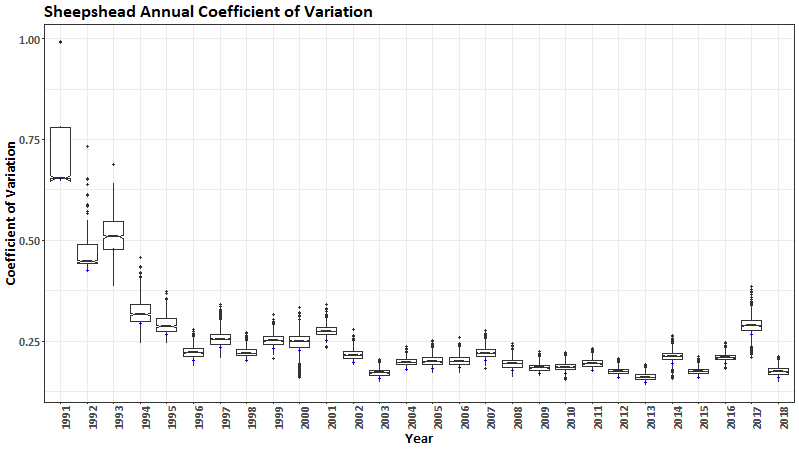 Sheepshead Annual Coefficient of Variation
Coefficient of Variation
1.00
0.75
0.50
0.25
1991 1992 1993 1994 1995 1996 1997 1998 1999 2000 2001 2002 2003 2004 2005 2006 2007 2008 2009 2010 2011 2012 2013 2014 2015 2016 2017 2018
Year